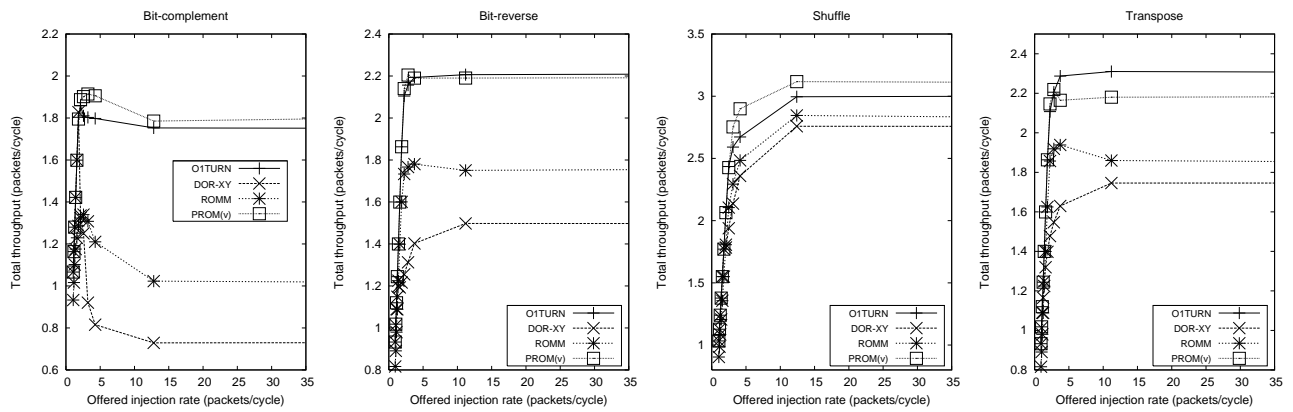 Bit-complement
Total throughput (packets/cycle)
2.2
2
1.8
1.6
1.4
1.2
1
0.8
0.6
O1TURN
DOR-XY
ROMM
PROM(v)
0 5 10 15 20 25 30 35
Offered injection rate (packets/cycle)
Bit-reverse
Total throughput (packets/cycle)
2.4
2.2
2
1.8
1.6
1.4
1.2
1
0.8
O1TURN
DOR-XY
ROMM
PROM(v)
0 5 10 15 20 25 30 35
Offered injection rate (packets/cycle)
Shuffle
Total throughput (packets/cycle)
3.5
3
2.5
2
1.5
1
O1TURN
DOR-XY
ROMM
PROM(v)
0 5 10 15 20 25 30 35
Offered injection rate (packets/cycle)
Transpose
Total throughput (packets/cycle)
2.4
2.2
2
1.8
1.6
1.4
1.2
1
0.8
O1TURN
DOR-XY
ROMM
PROM(v)
0 5 10 15 20 25 30 35
Offered injection rate (packets/cycle)